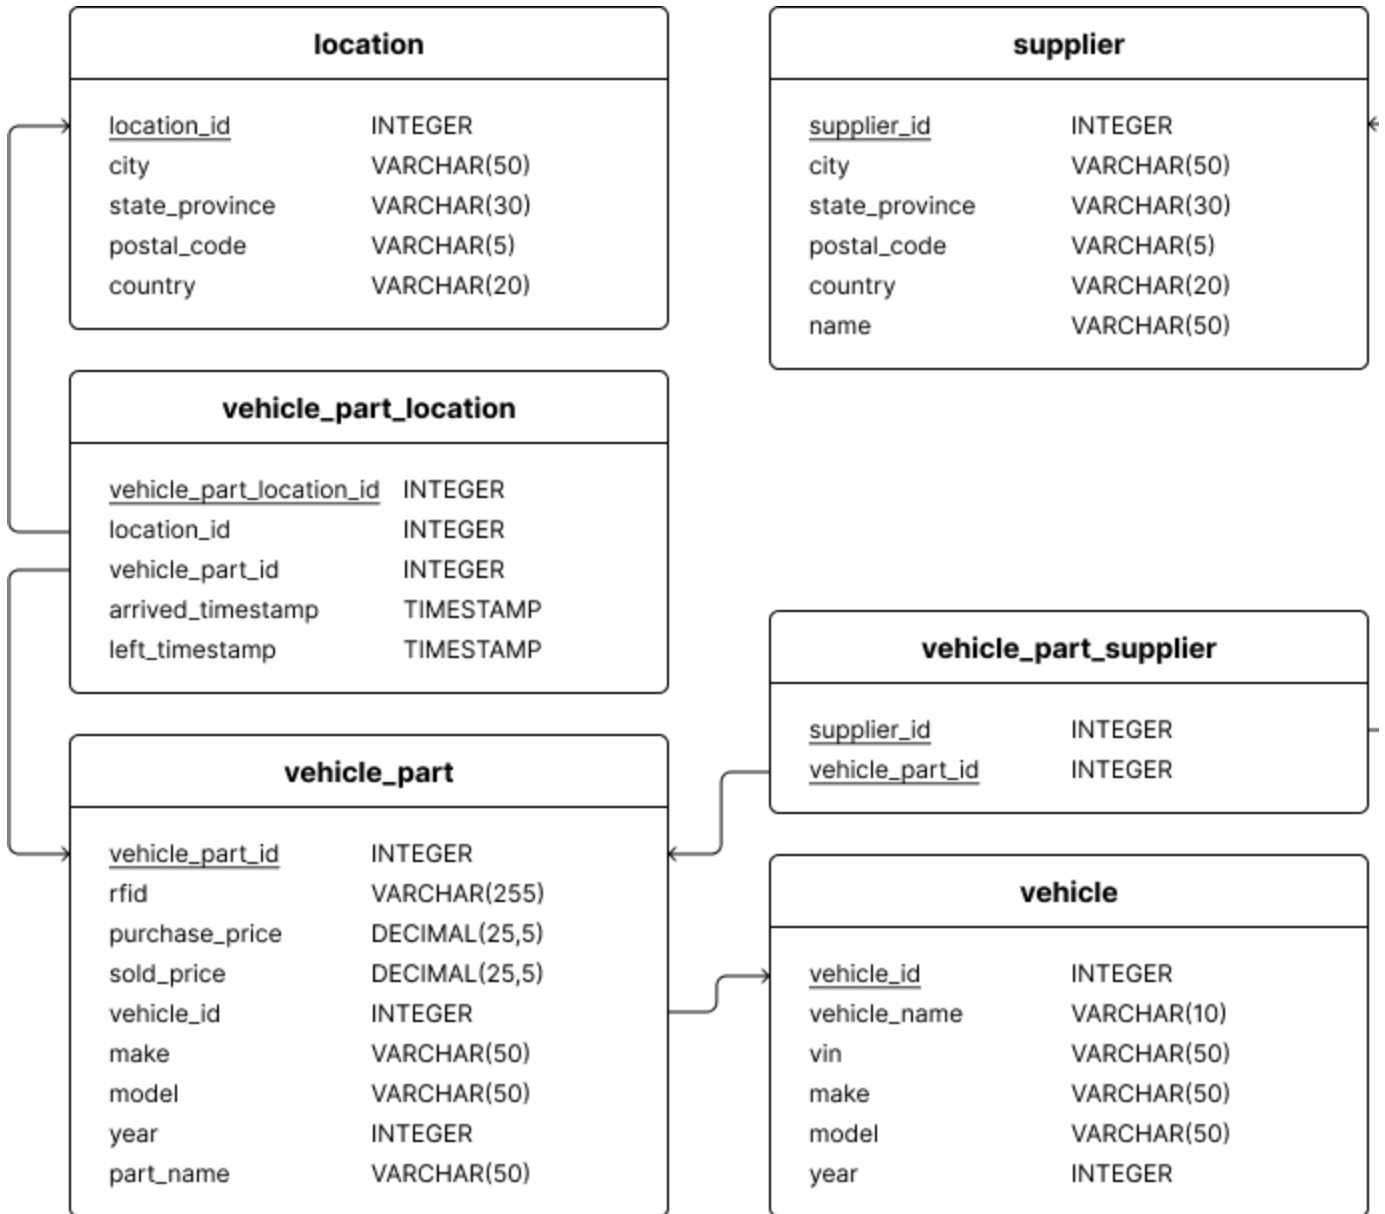 location
location_id INTEGER
city VARCHAR(50)
state_province VARCHAR(30)
postal_code VARCHAR(5)
country VARCHAR(20)
supplier
supplier_id INTEGER
city VARCHAR(50)
state_province VARCHAR(30)
postal_code VARCHAR(5)
country VARCHAR(20)
name VARCHAR(50)
vehicle_part_location
vehicle_part_location_id INTEGER
location_id INTEGER
vehicle_part_id INTEGER
arrived_timestamp TIMESTAMP
left_timestamp TIMESTAMP
vehicle_part_supplier
supplier_id INTEGER
vehicle_part_id INTEGER
vehicle_part
vehicle_part_id INTEGER
rfid VARCHAR(255)
purchase_price DECIMAL(25,5)
sold_price DECIMAL(25,5)
vehicle_id INTEGER
make VARCHAR(50)
model VARCHAR(50)
year INTEGER
part_name VARCHAR(50)
vehicle
vehicle_id INTEGER
vehicle_name VARCHAR(10)
vin VARCHAR(50)
make VARCHAR(50)
model VARCHAR(50)
year INTEGER